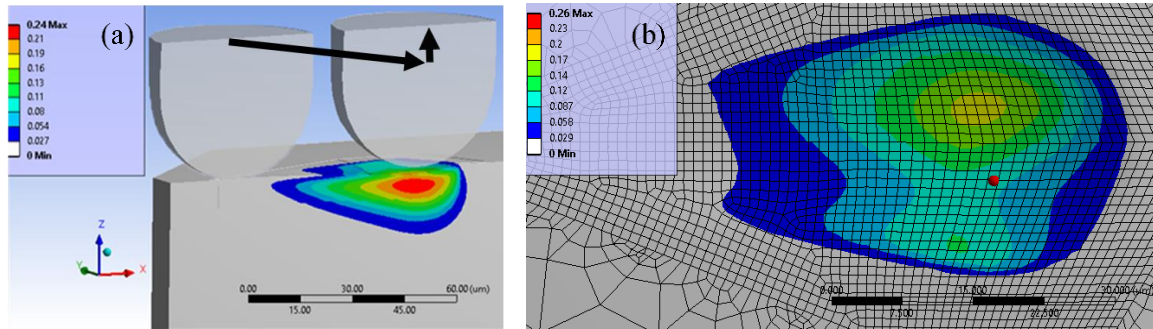 (a)
0.24 Max
0.21
0.19
0.16
0.13
0.11
0.08
0.054
0.027
0 Min
Z
Y
X
0.00 30.00 60.00 (um)
15.00 45.00
(b)
0.26 Max
0.23
0.2
0.17
0.14
0.12
0.087
0.058
0.029
0 Min
0.000 15.000 30.000 (um)
7.500 22.500